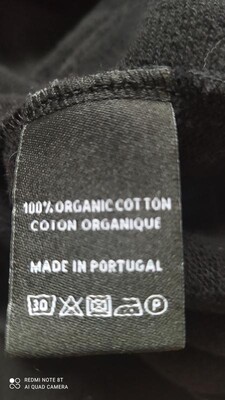 100% ORGANIC COTTON
COTON ORGANIQUE
MADE IN PORTUGAL
30 P
REDMI NOTE 8T
AI QUAD CAMERA